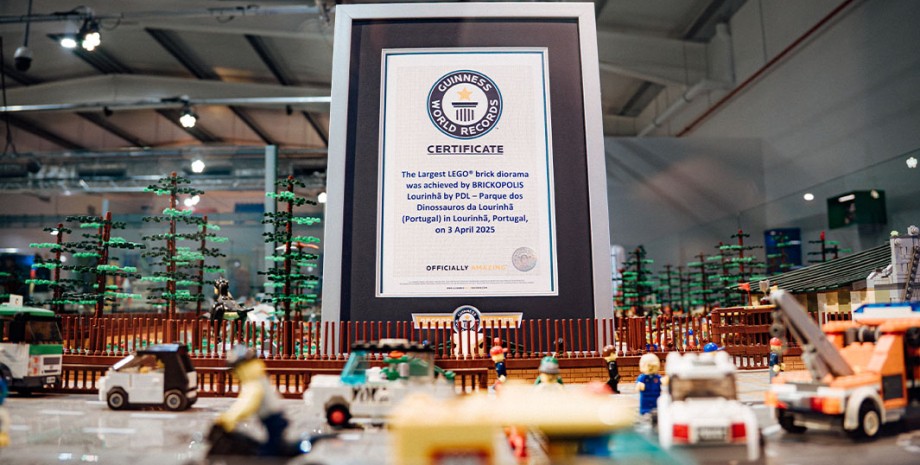 GUINNESS
WORLD RECORDS
CERTIFICATE
The Largest LEGO® brick diorama
was achieved by BRICKOPOLIS
Lourinhã by PDL – Parque dos
Dinossauros da Lourinhã
(Portugal) in Lourinhã, Portugal,
on 3 April 2025
OFFICIALLY AMAZING